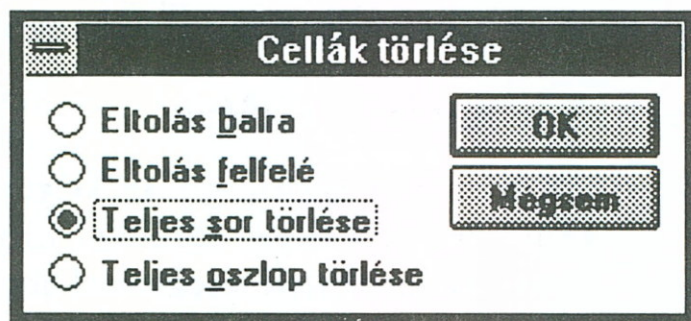 Cellák törlése
Eltolás balra
OK
Eltolás felfelé
Mégsem
Teljes sor törlése
Teljes oszlop törlése